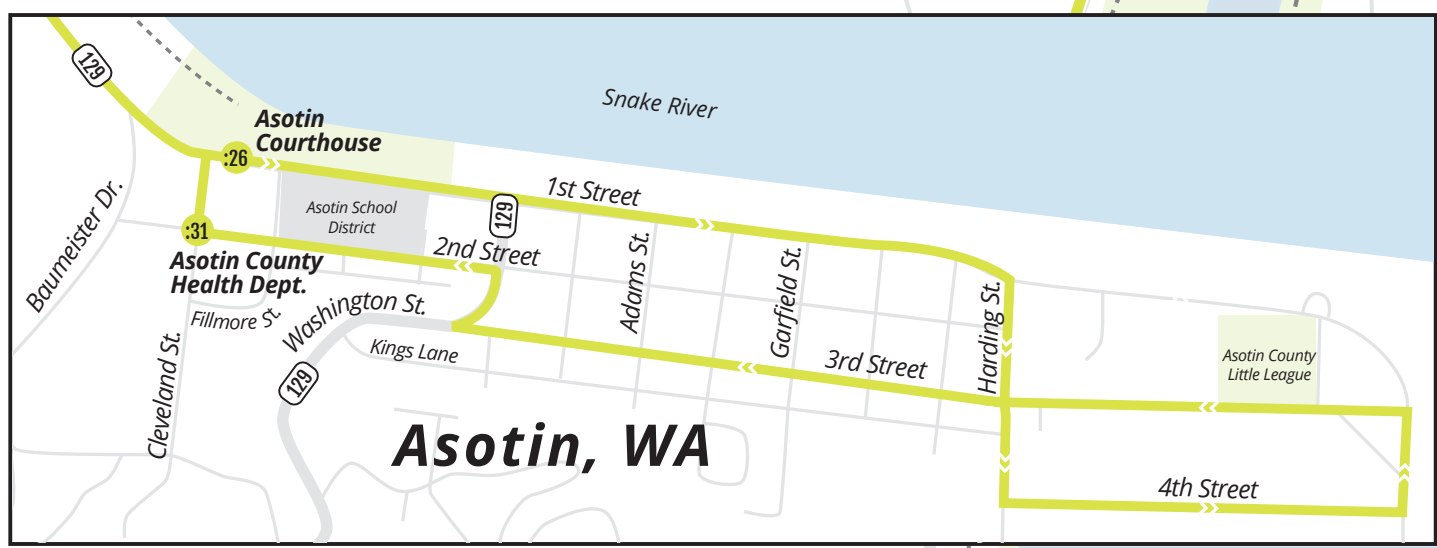 129
Asotin
Courthouse
:26
Snake River
1st Street
Asotin School
District
129
:31
2nd Street
Asotin County
Health Dept.
Baumeister Dr.
Fillmore St.
Washington St.
Adams St.
Garfield St.
Harding St.
Kings Lane
3rd Street
Asotin County
Little League
Cleveland St.
129
Asotin, WA
4th Street